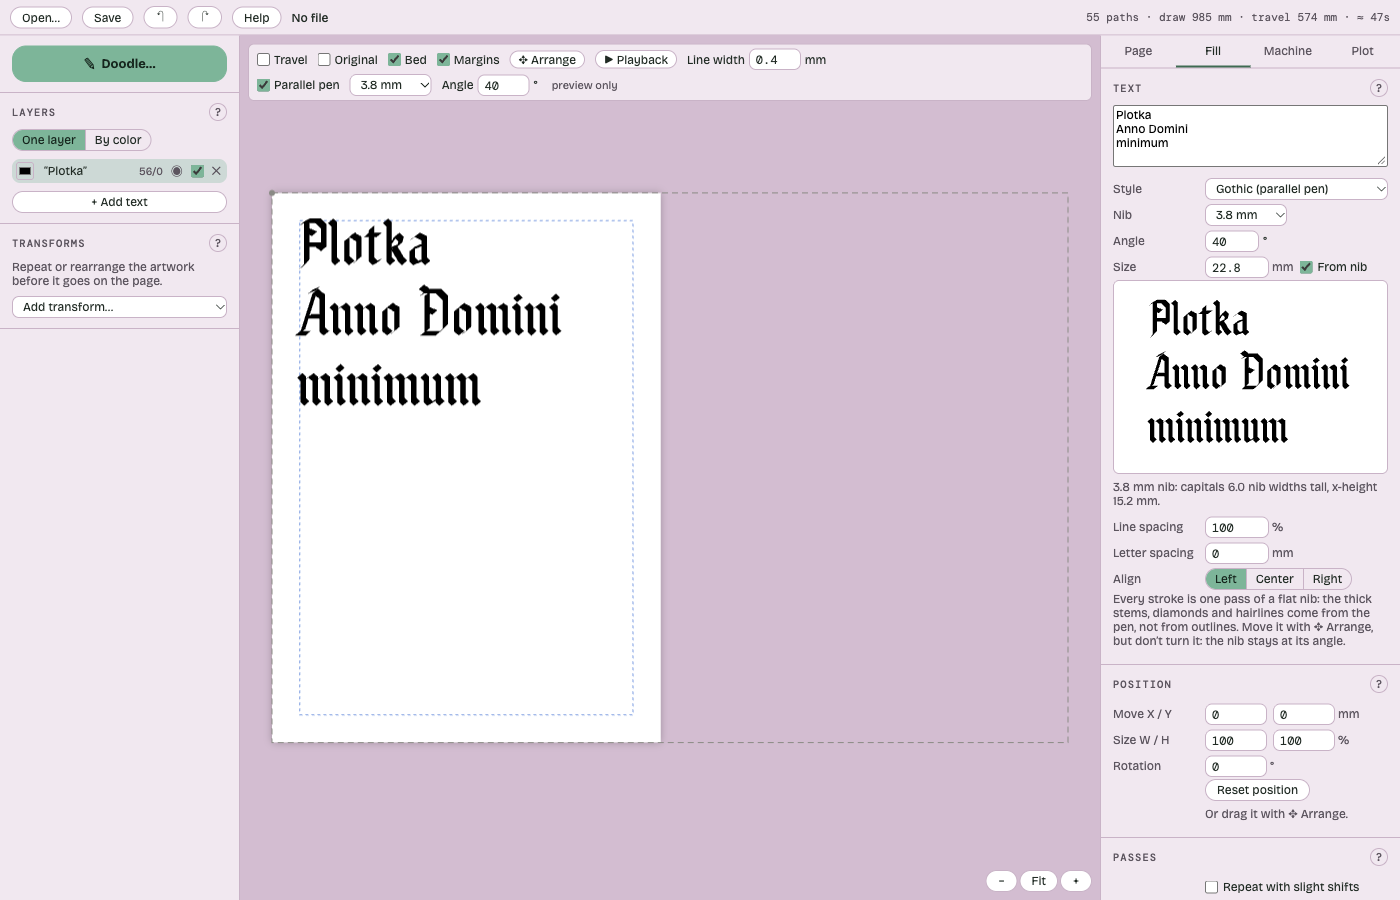 Open... Save Help No file 55 paths · draw 985 mm · travel 574 mm · ≈ 47s
Doodle...
LAYERS ?
One layer By color
"Plotka" 56/0
+ Add text
TRANSFORMS ?
Repeat or rearrange the artwork
before it goes on the page.
Add transform...
Travel Original Bed Margins Arrange Playback Line width 0.4 mm
Parallel pen 3.8 mm Angle 40 ° preview only
Plotka
Anno Domini
minimum
− Fit +
Page Fill Machine Plot
TEXT ?
Plotka
Anno Domini
minimum
Style Gothic (parallel pen)
Nib 3.8 mm
Angle 40 °
Size 22.8 mm From nib
Plotka
Anno Domini
minimum
3.8 mm nib: capitals 6.0 nib widths tall, x-height
15.2 mm.
Line spacing 100 %
Letter spacing 0 mm
Align Left Center Right
Every stroke is one pass of a flat nib: the thick
stems, diamonds and hairlines come from the
pen, not from outlines. Move it with ✥ Arrange,
but don't turn it: the nib stays at its angle.
POSITION ?
Move X / Y 0 0 mm
Size W / H 100 100 %
Rotation 0 °
Reset position
Or drag it with ✥ Arrange.
PASSES ?
Repeat with slight shifts